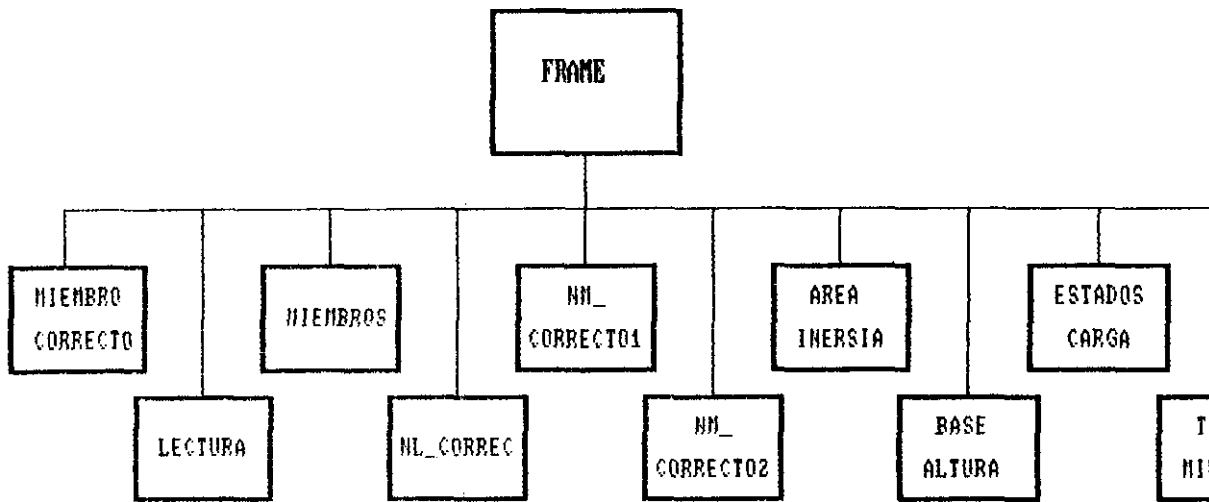 FRAME
MIEMBRO
CORRECTO
MIEMBROS
NM_
CORRECTO1
AREA
INERSIA
ESTADOS
CARGA
LECTURA
NL_CORREC
NM_
CORRECTO2
BASE
ALTURA